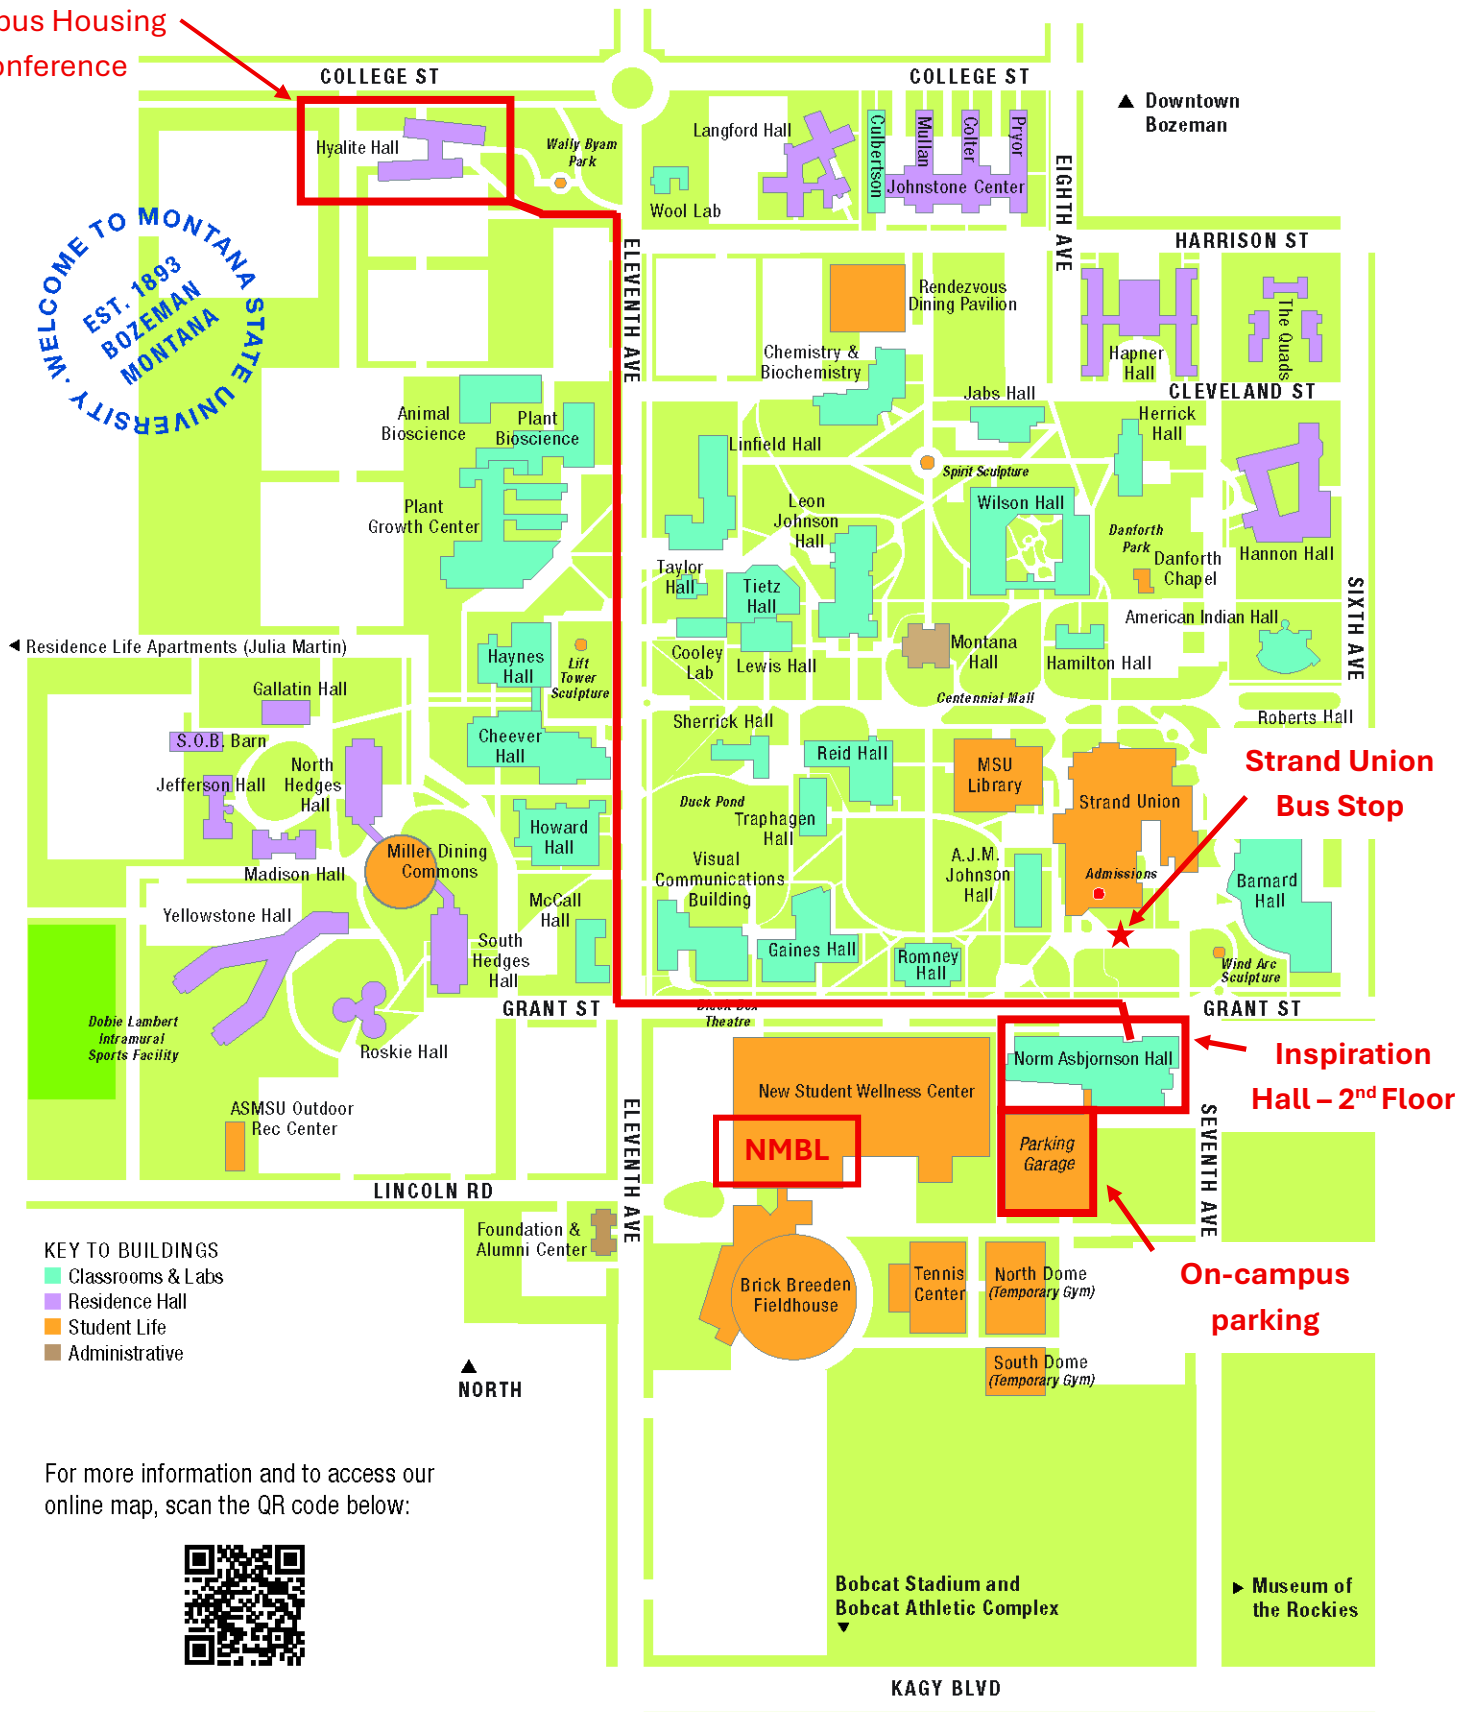 pus Housing
onference
COLLEGE ST
COLLEGE ST
Downtown
Bozeman
Hyalite Hall
Wally Byam
Park
Langford Hall
Wool Lab
Culbertson
Mullan
Colter
Pryor
Johnstone Center
EIGHTH AVE
HARRISON ST
WELCOME TO MONTANA STATE UNIVERSITY .
EST. 1893
BOZEMAN
MONTANA
ELEVENTH AVE
Rendezvous
Dining Pavilion
Hapner
Hall
The Quads
CLEVELAND ST
Chemistry &
Biochemistry
Jabs Hall
Herrick
Hall
Animal
Bioscience
Plant
Bioscience
Linfield Hall
Spirit Sculpture
Plant
Growth Center
Leon
Johnson
Hall
Wilson Hall
Danforth
Park
Danforth
Chapel
Hannon Hall
SIXTH AVE
Taylor
Hall
Tietz
Hall
American Indian Hall
Residence Life Apartments (Julia Martin)
Haynes
Hall
Lift
Tower
Sculpture
Cooley
Lab
Lewis Hall
Montana
Hall
Hamilton Hall
Centennial Mall
Gallatin Hall
S.O.B. Barn
Jefferson Hall
North
Hedges
Hall
Cheever
Hall
Sherrick Hall
Reid Hall
MSU
Library
Strand Union
Roberts Hall
Strand Union
Bus Stop
Duck Pond
Traphagen
Hall
Howard
Hall
Miller Dining
Commons
Madison Hall
Visual
Communications
Building
A.J.M.
Johnson
Hall
Admissions
Barnard
Hall
Yellowstone Hall
McCall
Hall
South
Hedges
Hall
Gaines Hall
Romney
Hall
Wind Arc
Sculpture
GRANT ST
Black Box
Theatre
GRANT ST
Dobie Lambert
Intramural
Sports Facility
Roskie Hall
Norm Asbjornson Hall
Inspiration
Hall – 2nd Floor
New Student Wellness Center
ASMSU Outdoor
Rec Center
ELEVENTH AVE
NMBL
Parking
Garage
SEVENTH AVE
LINCOLN RD
Foundation &
Alumni Center
On-campus
parking
KEY TO BUILDINGS
Classrooms & Labs
Residence Hall
Student Life
Administrative
Brick Breeden
Fieldhouse
Tennis
Center
North Dome
(Temporary Gym)
South Dome
(Temporary Gym)
NORTH
For more information and to access our
online map, scan the QR code below:
Bobcat Stadium and
Bobcat Athletic Complex
Museum of
the Rockies
KAGY BLVD